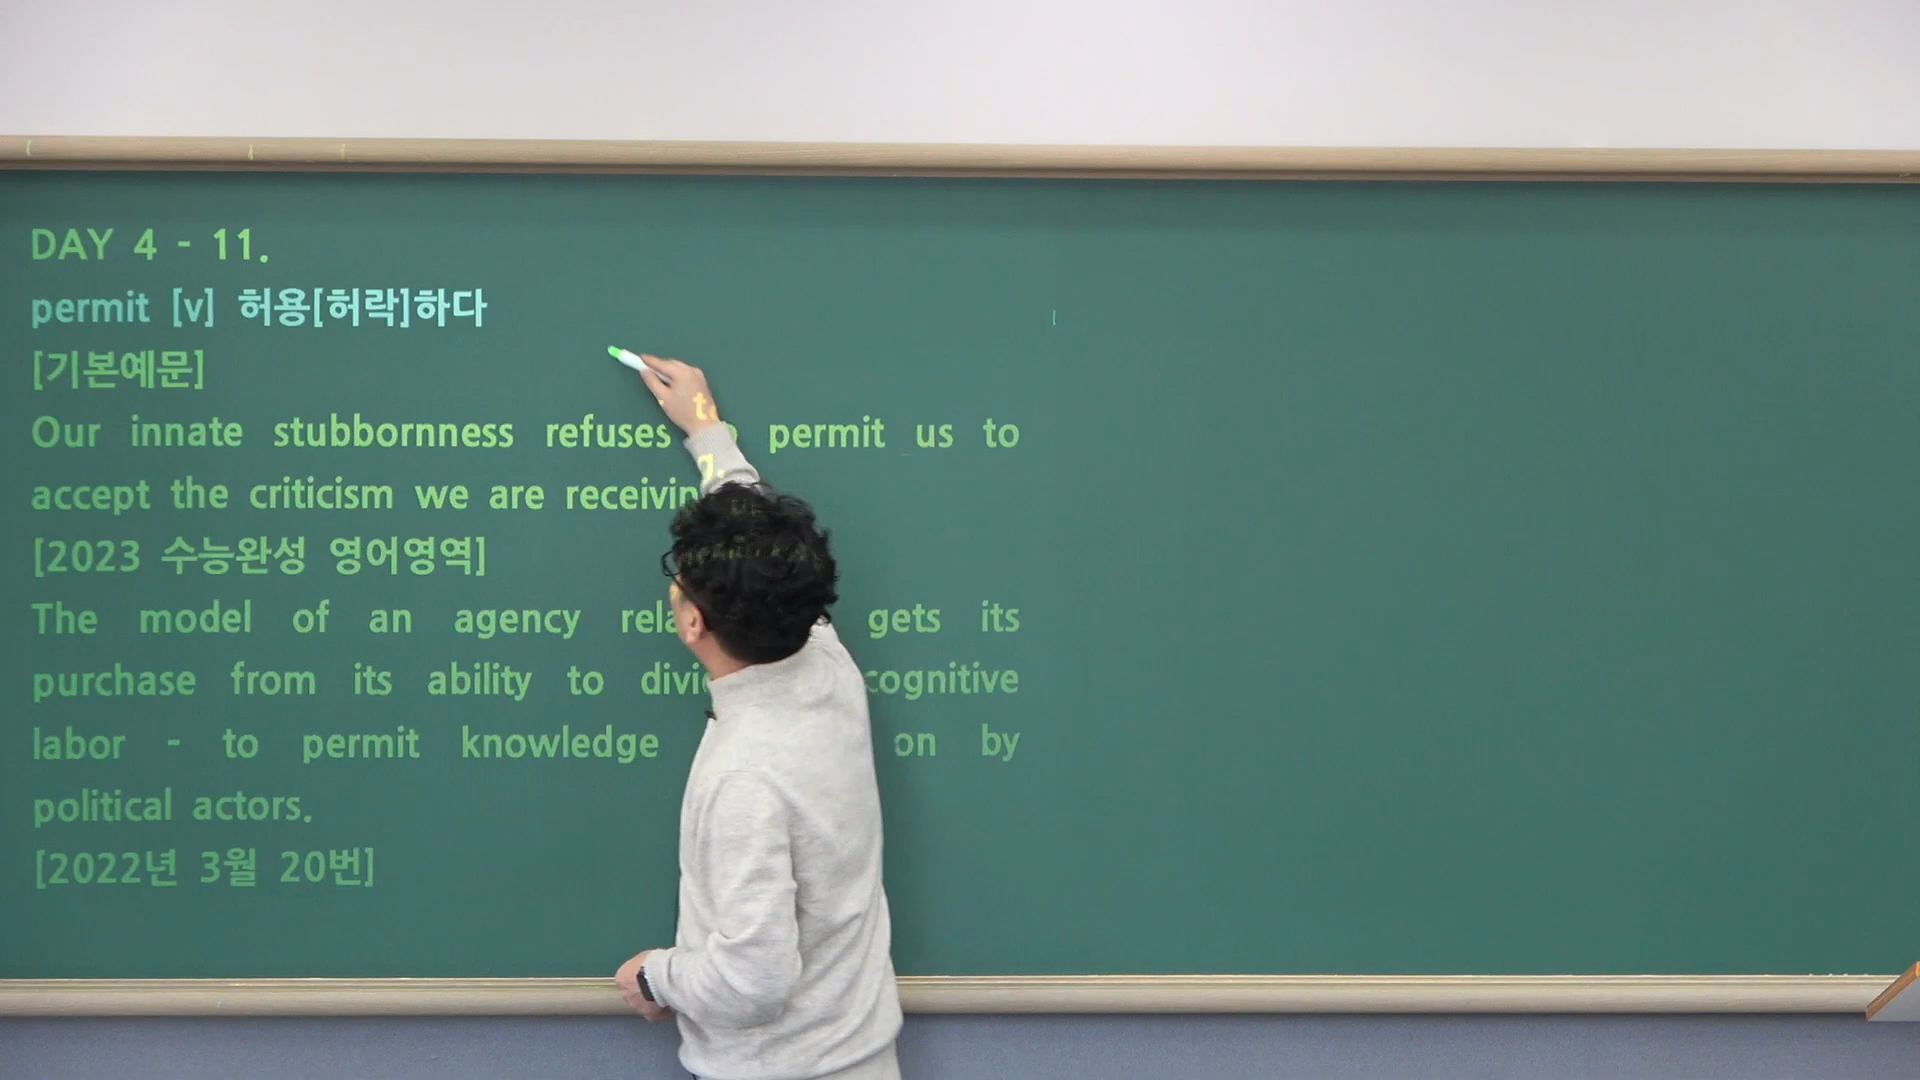 DAY 4 - 11.
permit [v] 허용[허락]하다
[기본예문]
Our innate stubbornness refuses permit us to
accept the criticism we are receiving.
[2023 수능완성 영어영역]
The model of an agency gets its
purchase from its ability to cognitive
labor - to permit knowledge by
political actors.
[2022년 3월 20번]